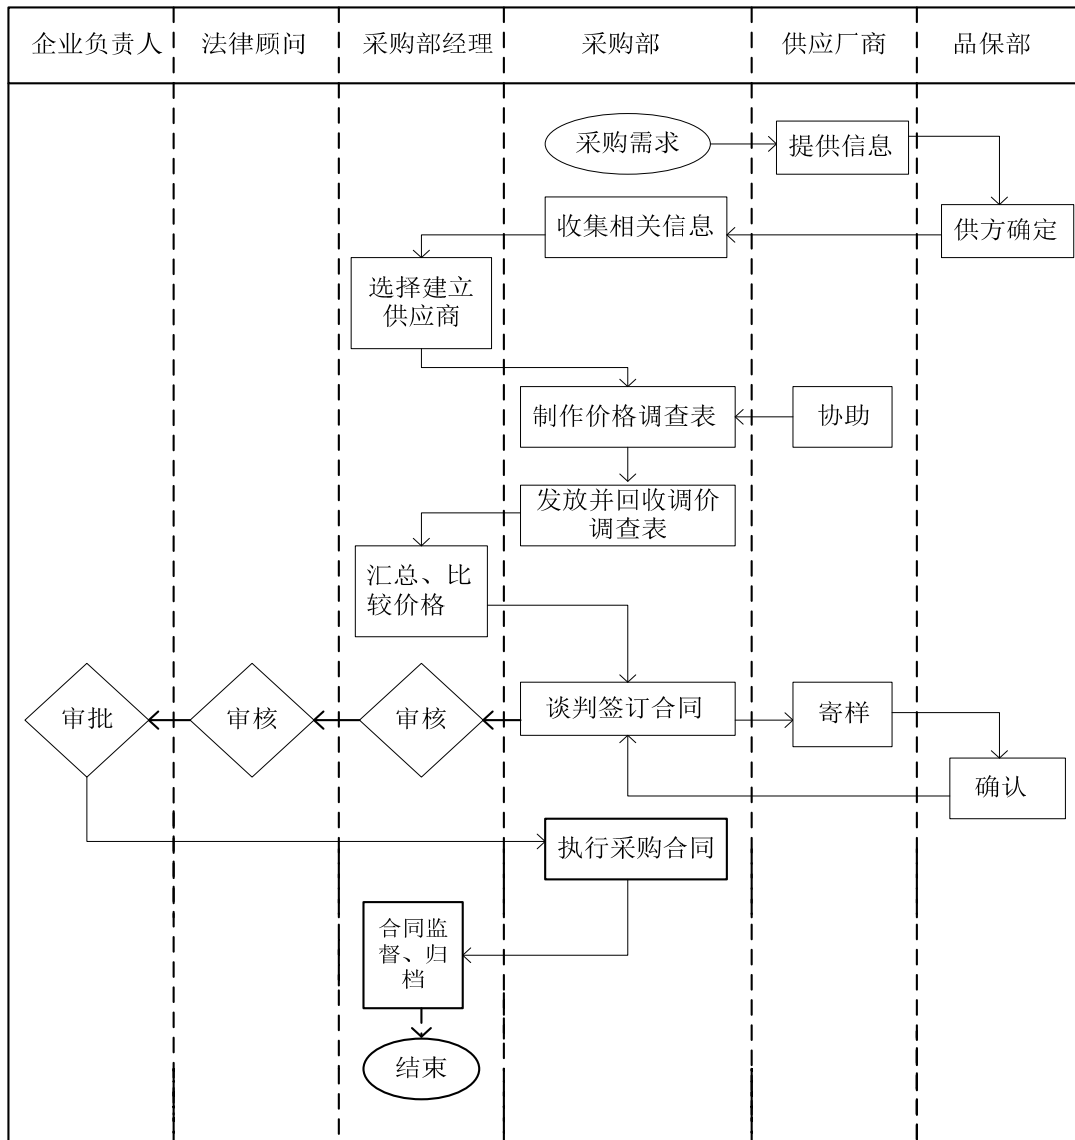 企业负责人
法律顾问
采购部经理
采购部
供应厂商
品保部
采购需求
提供信息
收集相关信息
供方确定
选择建立
供应商
制作价格调查表
协助
发放并回收调价
调查表
汇总、比
较价格
审批
审核
审核
谈判签订合同
寄样
确认
执行采购合同
合同监
督、归
档
结束